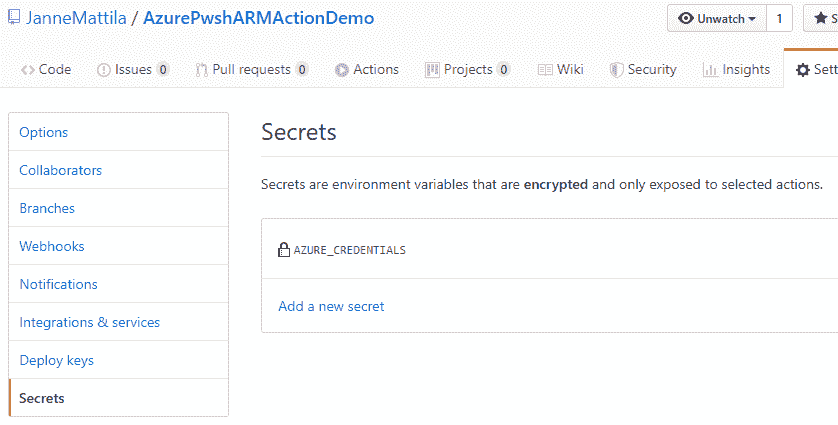 JanneMattila / AzurePwshARMActionDemo
Unwatch 1
Code Issues 0 Pull requests 0 Actions Projects 0 Wiki Security Insights
Options
Collaborators
Branches
Webhooks
Notifications
Integrations & services
Deploy keys
Secrets
Secrets
Secrets are environment variables that are encrypted and only exposed to selected actions.
AZURE_CREDENTIALS
Add a new secret